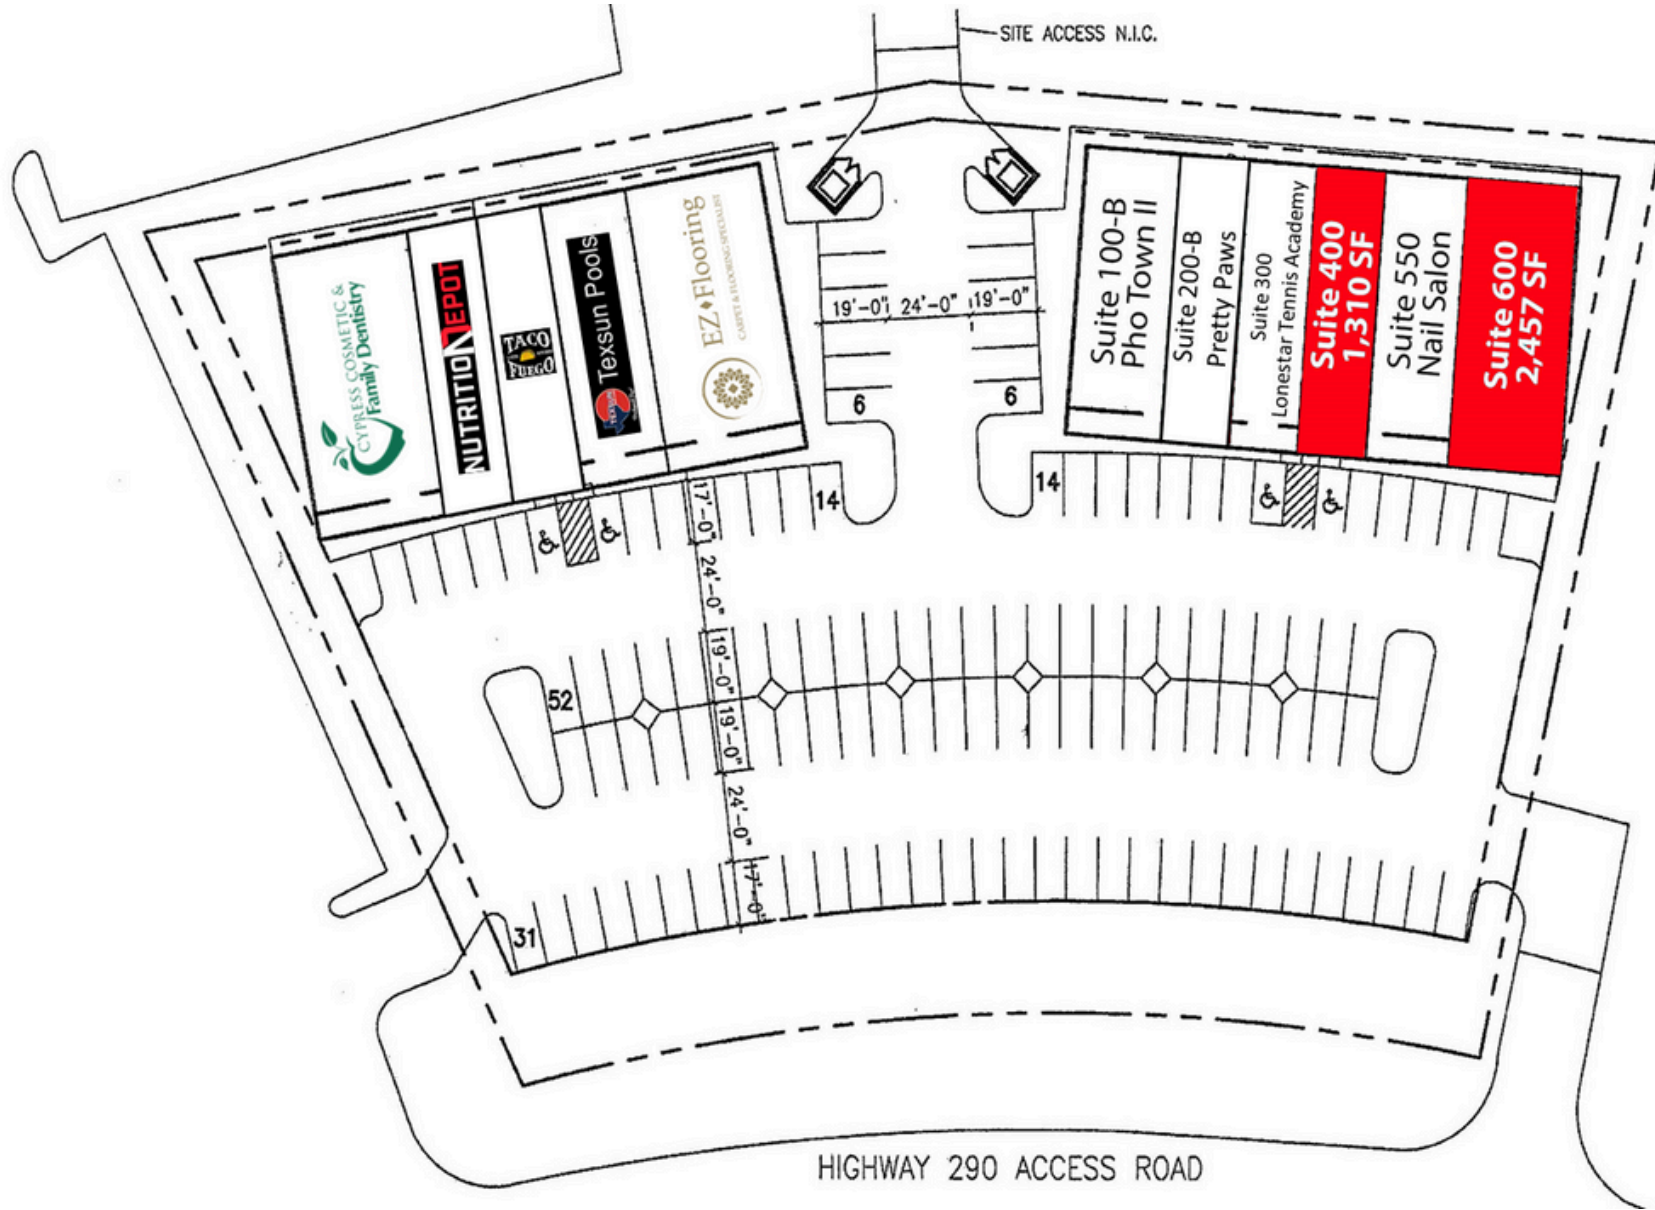 SITE ACCESS N.I.C.
CYPRESS COSMETIC &
Family Dentistry
NUTRITION DEPOT
TACO
FUEGO
Texsun Pools
TEXSUN
EZ Flooring
CARPET & FLOORING SPECIALIST
19'-0"
24'-0"
19'-0"
6
6
Suite 100-B
Pho Town II
Suite 200-B
Pretty Paws
Suite 300
Lonestar Tennis Academy
Suite 400
1,310 SF
Suite 550
Nail Salon
Suite 600
2,457 SF
14
14
17'-0"
24'-0"
19'-0"
19'-0"
24'-0"
17'-0"
52
31
HIGHWAY 290 ACCESS ROAD